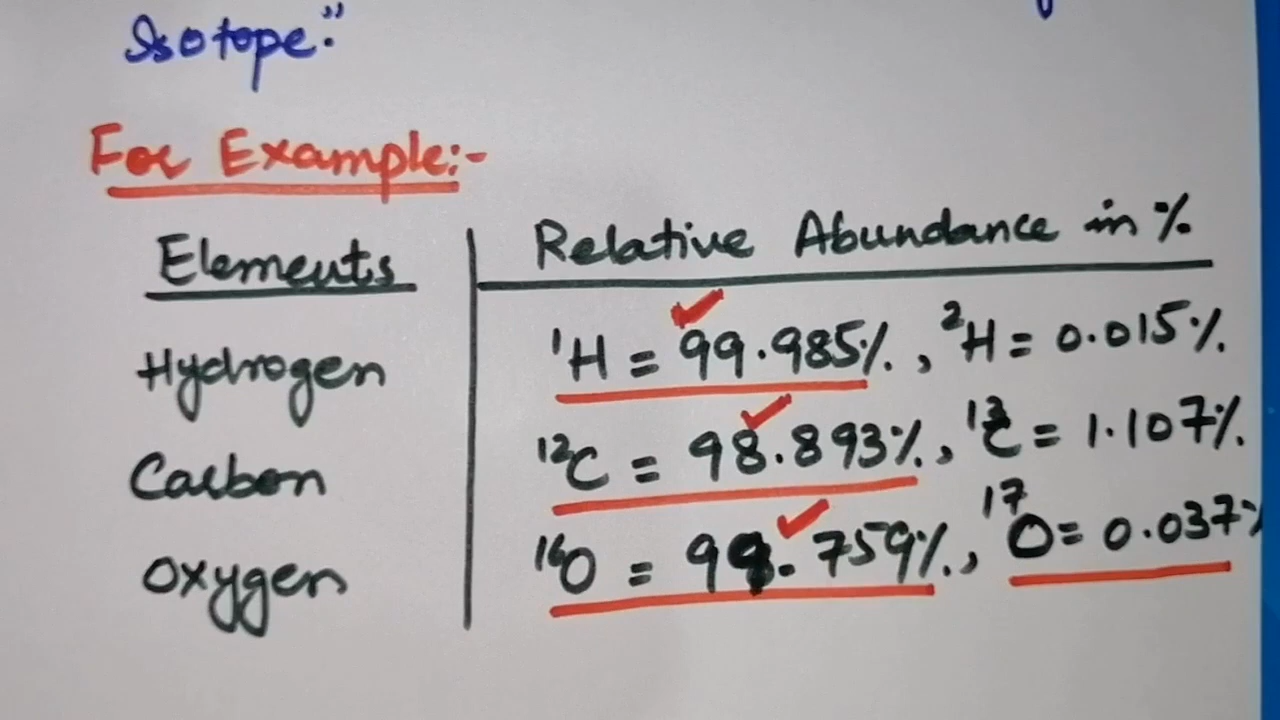 Isotope."
For Example:-
Elements | Relative Abundance in %
Hydrogen | ¹H = 99.985%, ²H = 0.015%.
Carbon | ¹²C = 98.893%, ¹³C = 1.107%.
Oxygen | ¹⁶O = 99.759%, ¹⁷O = 0.037%